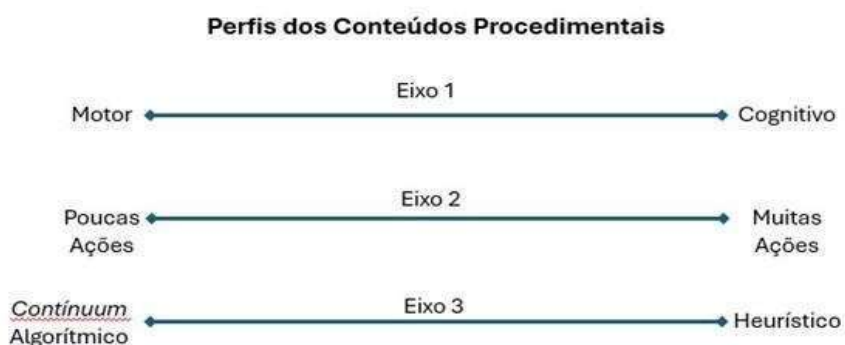 Perfis dos Conteúdos Procedimentais
Eixo 1
Motor
Cognitivo
Eixo 2
Poucas
Ações
Muitas
Ações
Eixo 3
Contínuum
Algorítmico
Heurístico